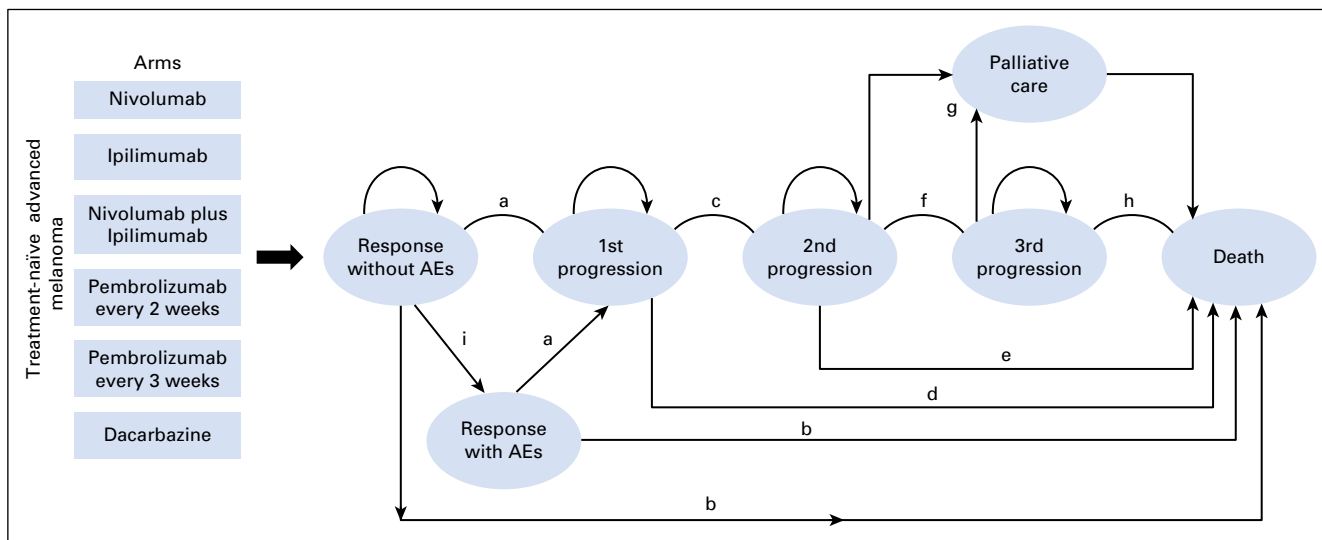 Treatment-naïve advanced
melanoma
Arms
Nivolumab
Ipilimumab
Nivolumab plus
Ipilimumab
Pembrolizumab
every 2 weeks
Pembrolizumab
every 3 weeks
Dacarbazine
Response
without AEs
a
1st
progression
c
2nd
progression
f
3rd
progression
h
Death
Palliative
care
g
i
a
Response
with AEs
e
d
b
b